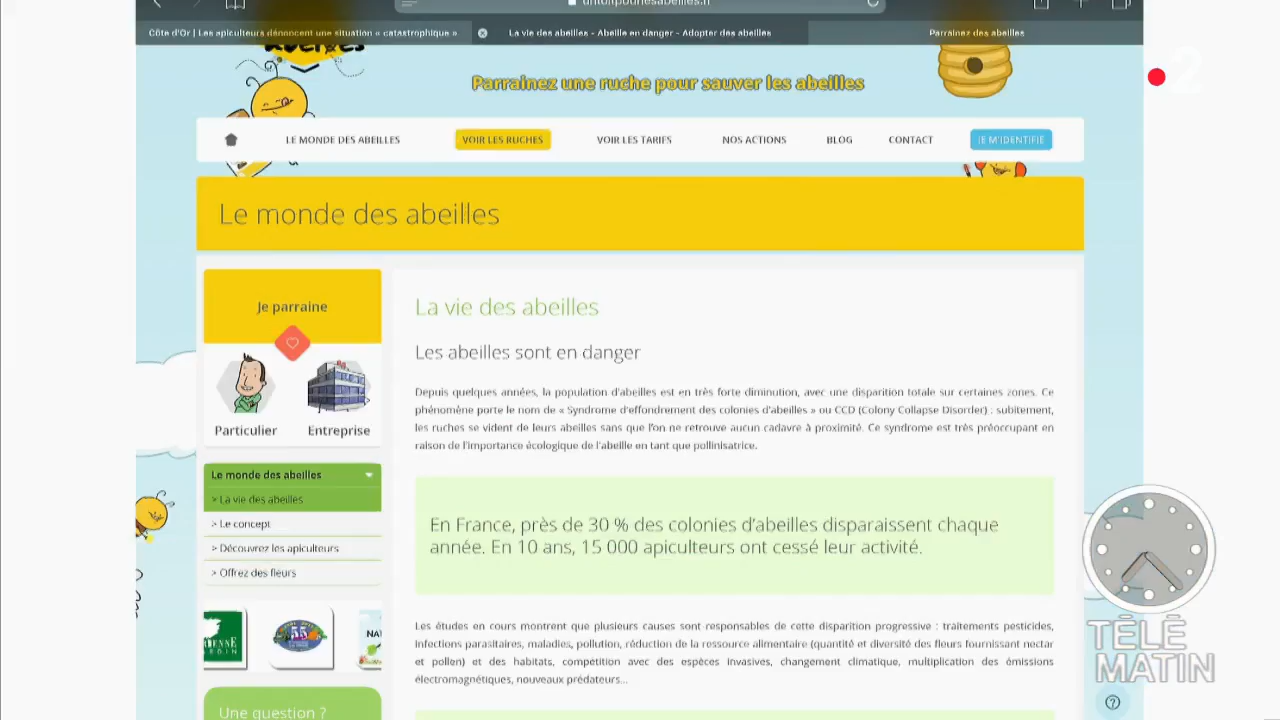 untoitpourlesabeilles.fr
Côte d'Or | Les apiculteurs dénoncent une situation « catastrophique »
La vie des abeilles - Abeille en danger - Adopter des abeilles
Parrainez des abeilles
Parrainez une ruche pour sauver les abeilles
2
LE MONDE DES ABEILLES
VOIR LES RUCHES
VOIR LES TARIFS
NOS ACTIONS
BLOG
CONTACT
JE M'IDENTIFIE
Le monde des abeilles
Je parraine
Particulier
Entreprise
Le monde des abeilles
> La vie des abeilles
> Le concept
> Découvrez les apiculteurs
> Offrez des fleurs
Une question ?
La vie des abeilles
Les abeilles sont en danger
Depuis quelques années, la population d'abeilles est en très forte diminution, avec une disparition totale sur certaines zones. Ce
phénomène porte le nom de « Syndrome d'effondrement des colonies d'abeilles » ou CCD (Colony Collapse Disorder) : subitement,
les ruches se vident de leurs abeilles sans que l'on ne retrouve aucun cadavre à proximité. Ce syndrome est très préoccupant en
raison de l'importance écologique de l'abeille en tant que pollinisatrice.
En France, près de 30 % des colonies d'abeilles disparaissent chaque
année. En 10 ans, 15 000 apiculteurs ont cessé leur activité.
Les études en cours montrent que plusieurs causes sont responsables de cette disparition progressive : traitements pesticides,
infections parasitaires, maladies, pollution, réduction de la ressource alimentaire (quantité et diversité des fleurs fournissant nectar
et pollen) et des habitats, compétition avec des espèces invasives, changement climatique, multiplication des émissions
électromagnétiques, nouveaux prédateurs...
TÉLÉ
MATIN